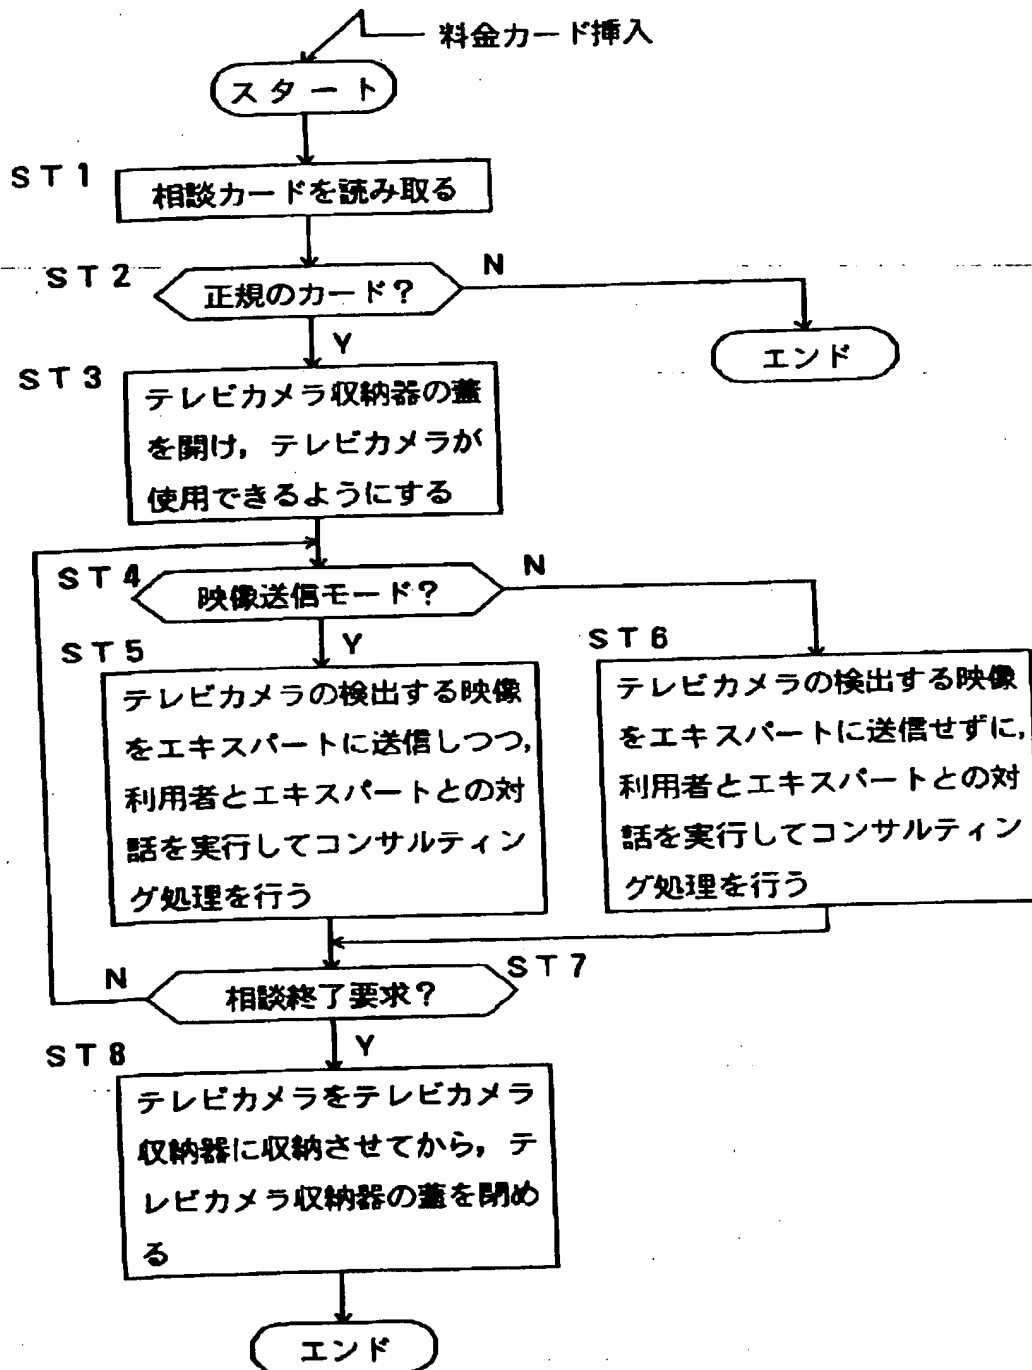 料金カード挿入
スタート
ST1
相談カードを読み取る
ST2
正規のカード?
N
Y
エンド
ST3
テレビカメラ収納器の蓋
を開け，テレビカメラが
使用できるようにする
ST4
映像送信モード?
N
Y
ST5
テレビカメラの検出する映像
をエキスパートに送信しつつ，
利用者とエキスパートとの対
話を実行してコンサルティン
グ処理を行う
ST6
テレビカメラの検出する映像
をエキスパートに送信せずに，
利用者とエキスパートとの対
話を実行してコンサルティン
グ処理を行う
ST7
相談終了要求?
N
Y
ST8
テレビカメラをテレビカメラ
収納器に収納させてから，テ
レビカメラ収納器の蓋を閉め
る
エンド